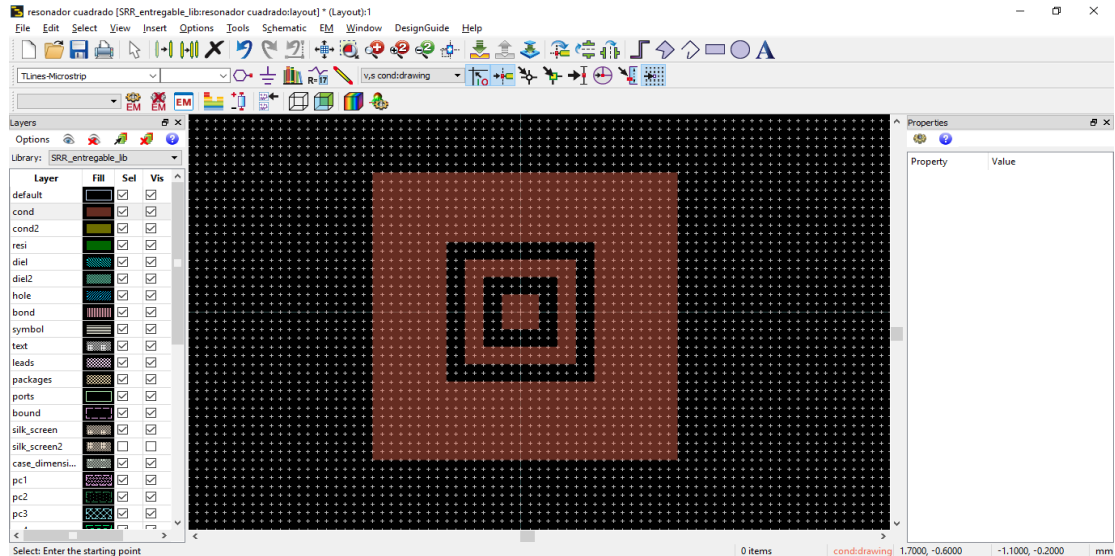 resonador cuadrado [SRR_entregable_lib:resonador cuadrado:layout] * (Layout):1
File Edit Select View Insert Options Tools Schematic EM Window DesignGuide Help
TLines-Microstrip v,s cond:drawing
EM EM EM
Layers
Properties
Options
Library: SRR_entregable_lib
Property Value
Layer Fill Sel Vis
default
cond
cond2
resi
diel
diel2
hole
bond
symbol
text
leads
packages
ports
bound
silk_screen
silk_screen2
case_dimensi...
pc1
pc2
pc3
Select: Enter the starting point 0 items cond:drawing 1.7000, -0.6000 -1.1000, -0.2000 mm